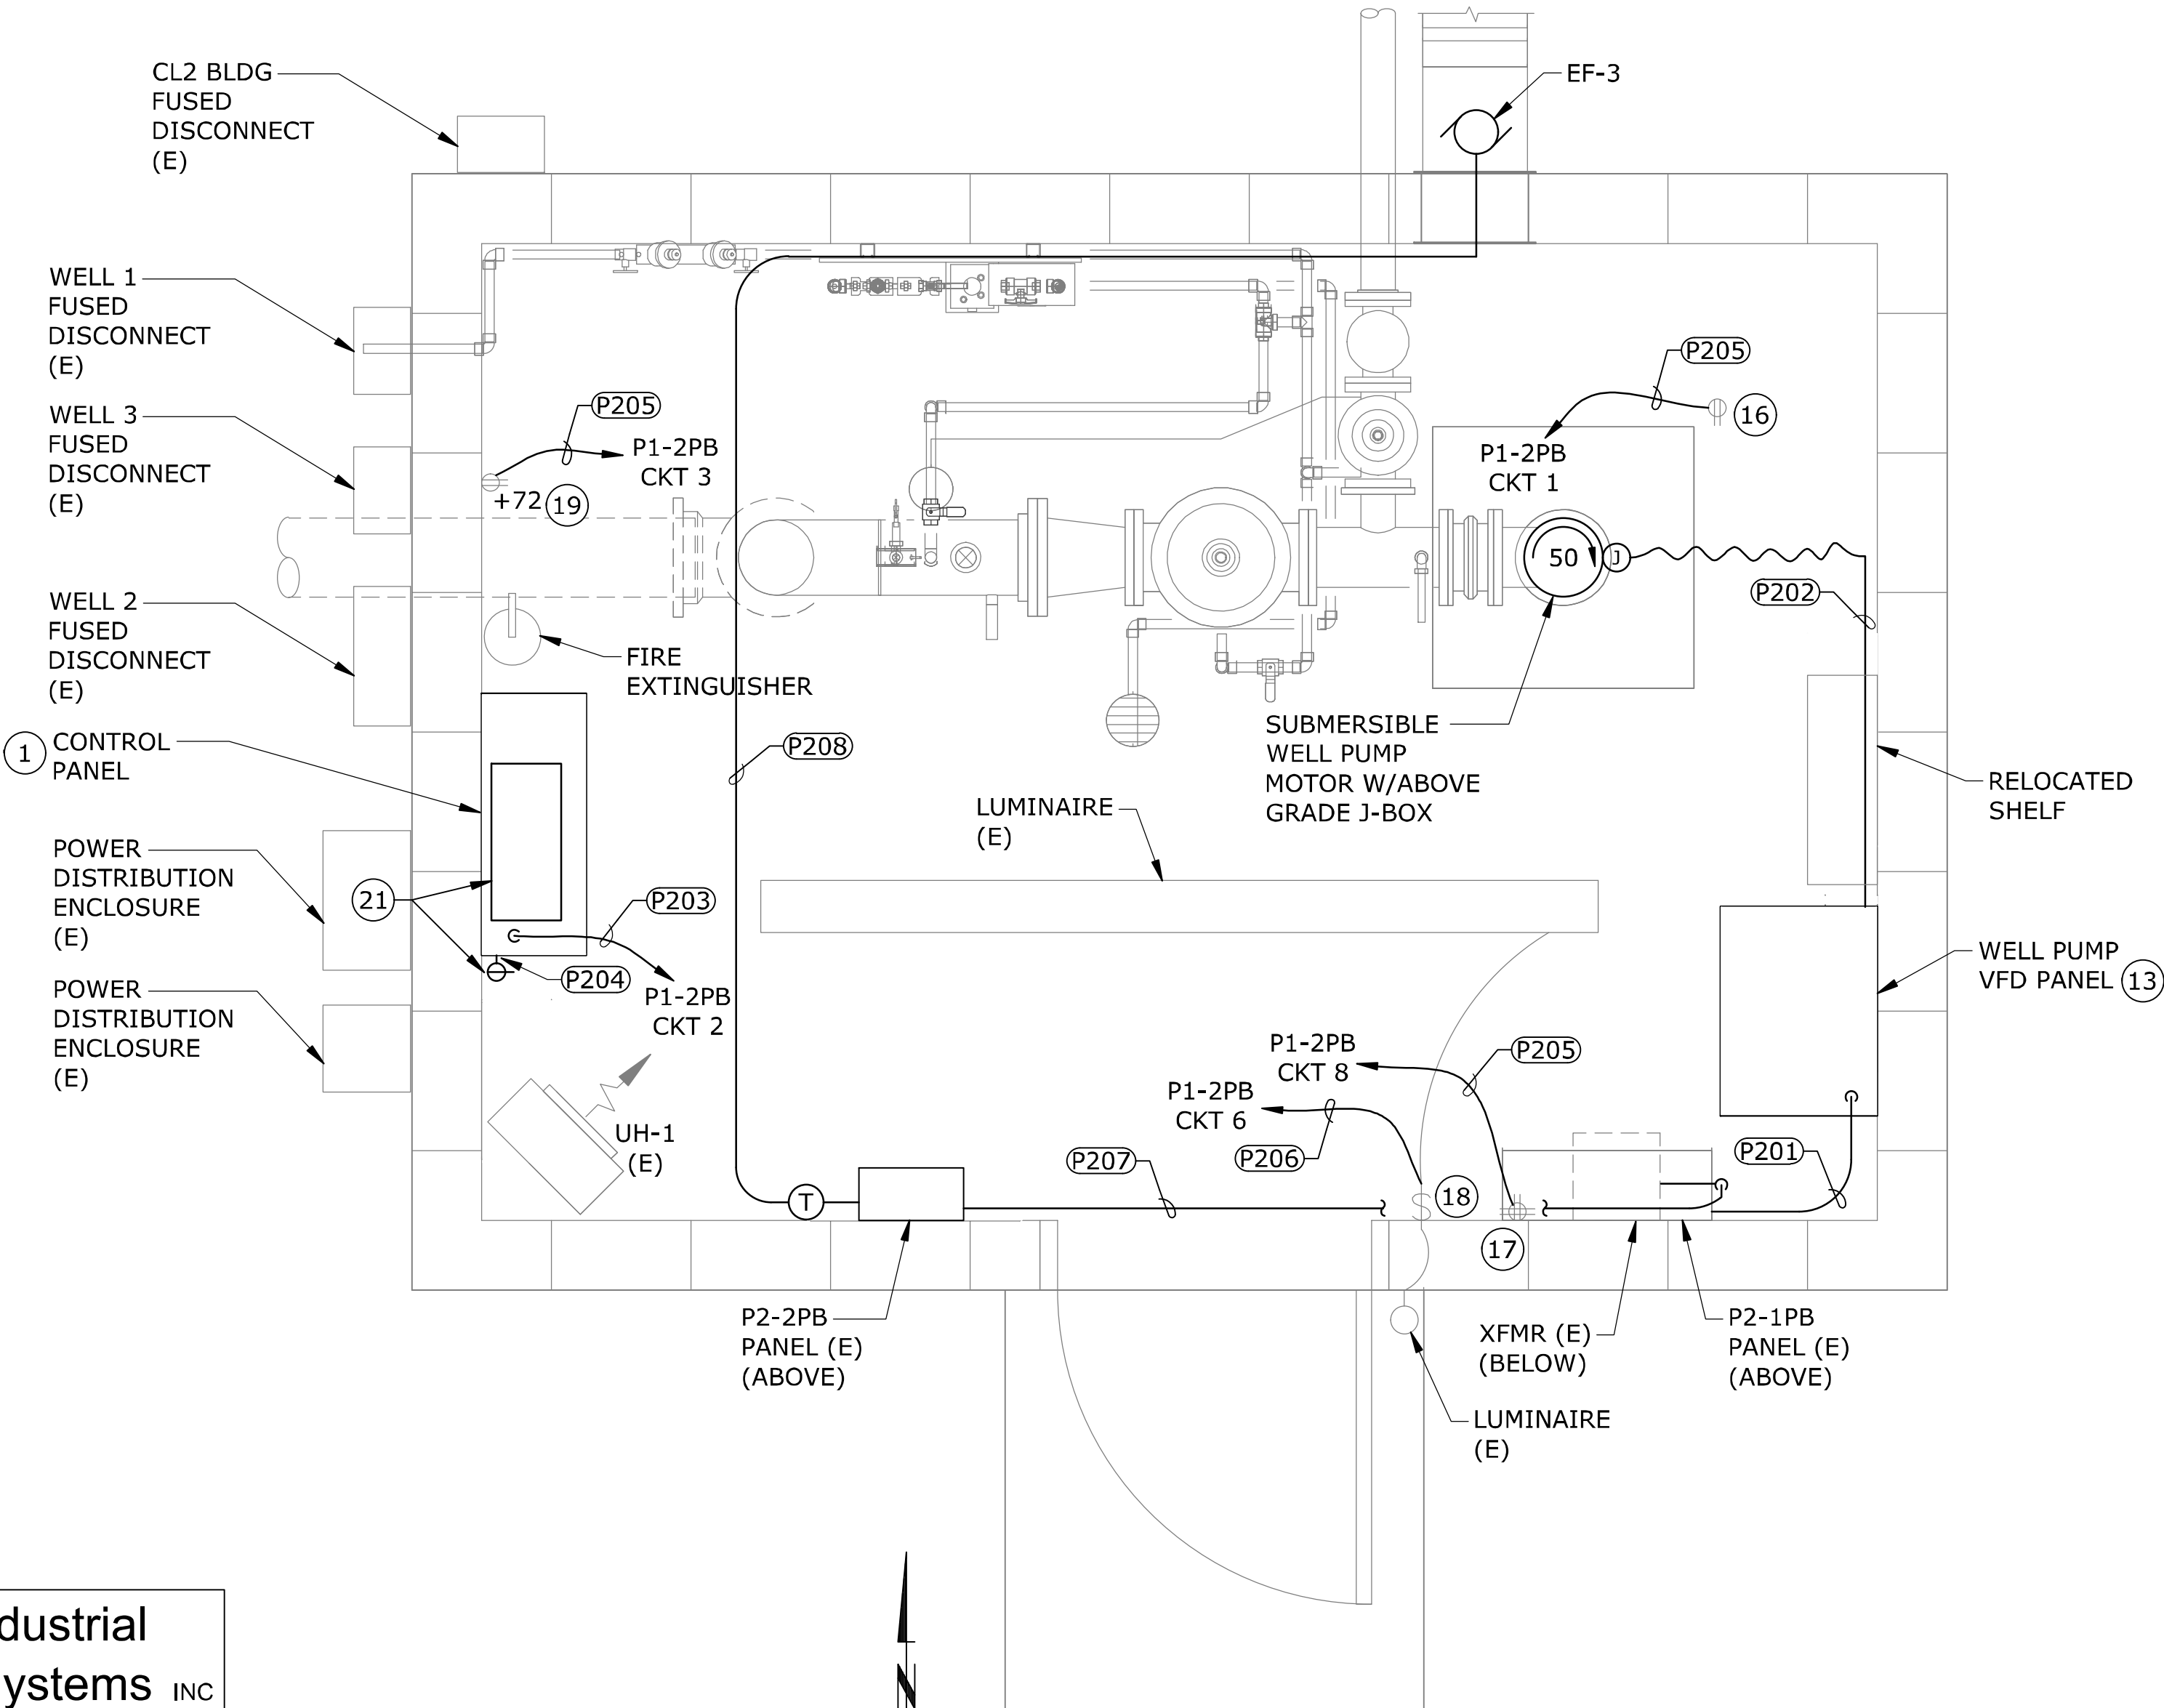 CL2 BLDG
FUSED
DISCONNECT
(E)
EF-3
WELL 1
FUSED
DISCONNECT
(E)
WELL 3
FUSED
DISCONNECT
(E)
WELL 2
FUSED
DISCONNECT
(E)
1
CONTROL
PANEL
POWER
DISTRIBUTION
ENCLOSURE
(E)
POWER
DISTRIBUTION
ENCLOSURE
(E)
21
P205
P1-2PB
CKT 3
+72
19
FIRE
EXTINGUISHER
P208
P203
P204
P1-2PB
CKT 2
UH-1
(E)
T
LUMINAIRE
(E)
P205
16
P1-2PB
CKT 1
50
J
P202
SUBMERSIBLE
WELL PUMP
MOTOR W/ABOVE
GRADE J-BOX
RELOCATED
SHELF
WELL PUMP
VFD PANEL
13
P1-2PB
CKT 8
P205
P1-2PB
CKT 6
P206
P207
S
18
17
P201
P2-2PB
PANEL (E)
(ABOVE)
XFMR (E)
(BELOW)
P2-1PB
PANEL (E)
(ABOVE)
LUMINAIRE
(E)
N
dustrial
ystems INC